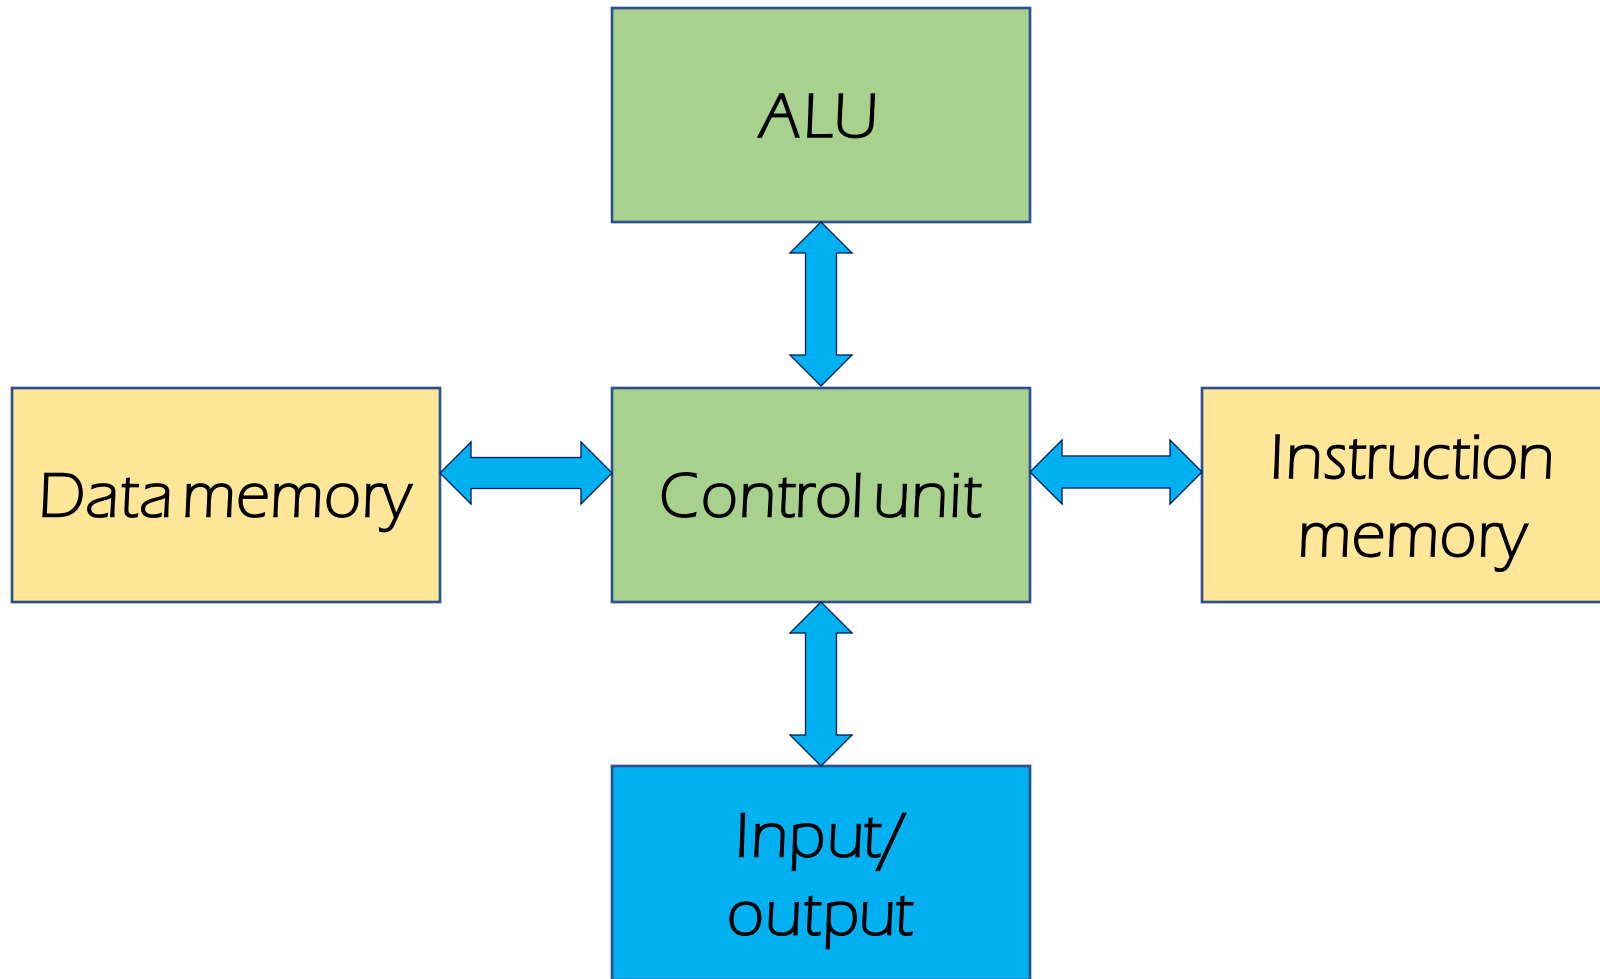 ALU
Data memory
Control unit
Instruction
memory
Input/
output